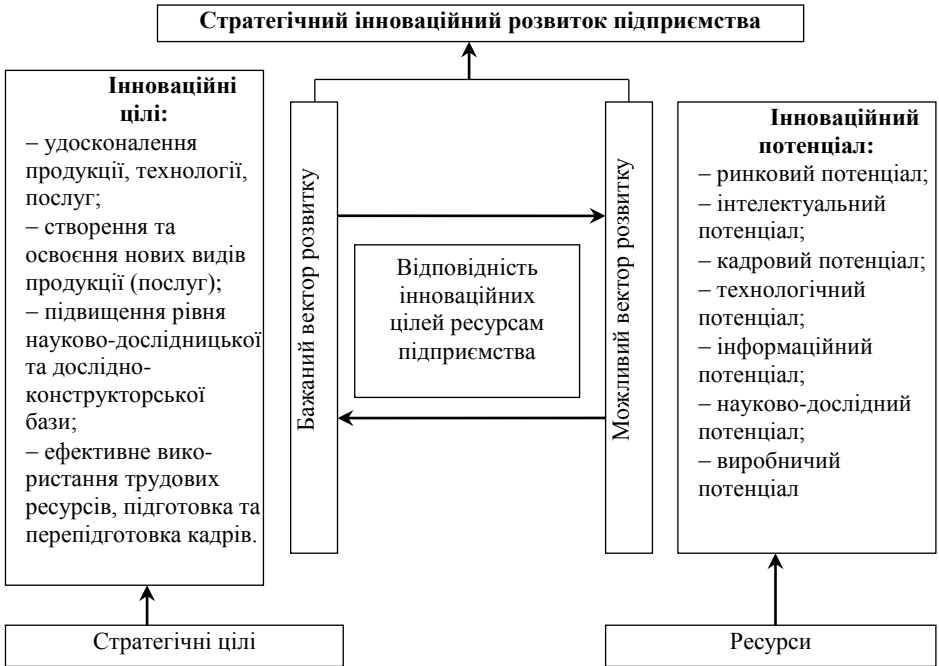 Стратегічний інноваційний розвиток підприємства
Інноваційні
цілі:
– удосконалення
продукції, технології,
послуг;
– створення та
освоєння нових видів
продукції (послуг);
– підвищення рівня
науково-дослідницької
та дослідно-
конструкторської
бази;
– ефективне вико-
ристання трудових
ресурсів, підготовка та
перепідготовка кадрів.
Бажаний вектор розвитку
Відповідність
інноваційних
цілей ресурсам
підприємства
Можливий вектор розвитку
Інноваційний
потенціал:
– ринковий потенціал;
– інтелектуальний
потенціал;
– кадровий потенціал;
– технологічний
потенціал;
– інформаційний
потенціал;
– науково-дослідний
потенціал;
– виробничий
потенціал
Стратегічні цілі
Ресурси